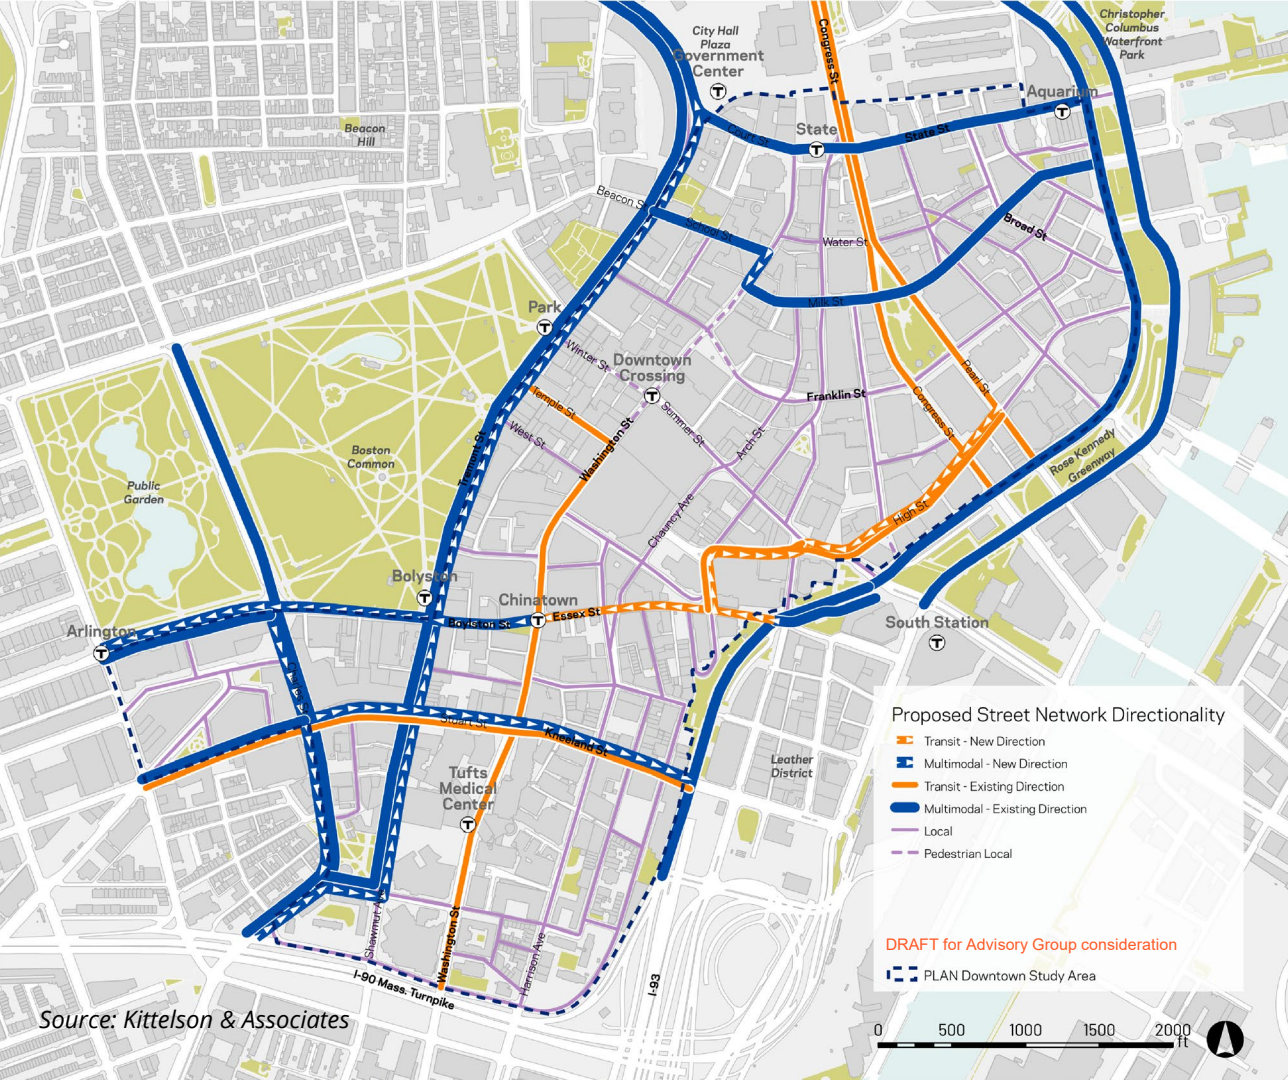 City Hall
Plaza
Government
Center
T
Congress St
Christopher
Columbus
Waterfront
Park
Aquarium
T
Beacon
Hill
Court St
State
T
State St
Beacon St
School St
Water St
Broad St
Milk St
Park
T
Winter St
Downtown
Crossing
T
Temple St
West St
Washington St
Summer St
Franklin St
Pearl St
Congress St
Arch St
Tremont St
Boston
Common
Public
Garden
Rose Kennedy
Greenway
High St
Chauncy Ave
Bolyston
T
Chinatown
T
Essex St
Boylston St
Arlington
T
South Station
T
Charles St
Stuart St
Kneeland St
Tufts
Medical
Center
T
Leather
District
Shawmut Ave
Washington St
Harrison Ave
I-90 Mass. Turnpike
I-93
Proposed Street Network Directionality
Transit - New Direction
Multimodal - New Direction
Transit - Existing Direction
Multimodal - Existing Direction
Local
Pedestrian Local
DRAFT for Advisory Group consideration
PLAN Downtown Study Area
Source: Kittelson & Associates
0 500 1000 1500 2000
ft